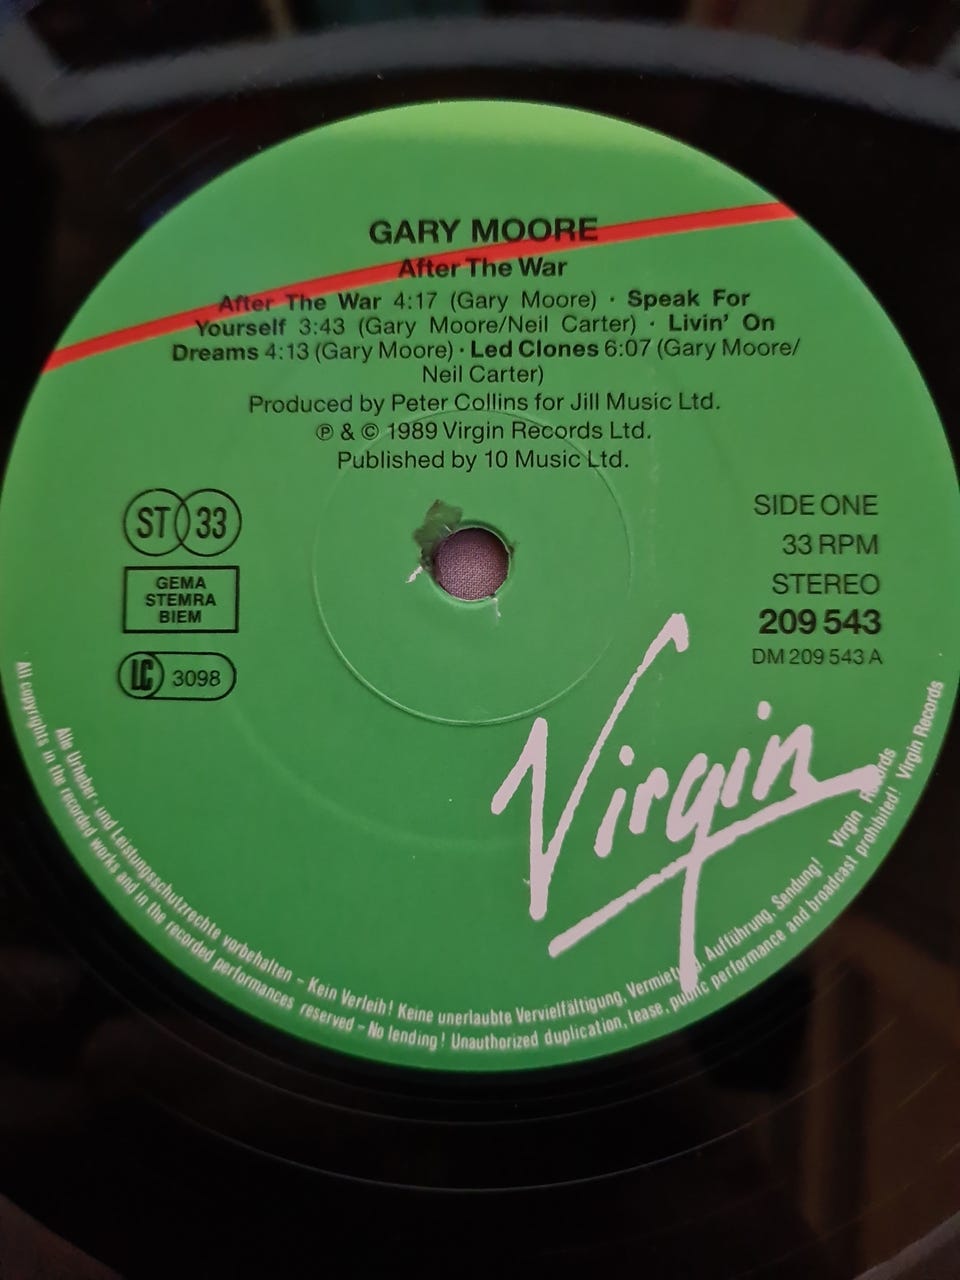 GARY MOORE
After The War
After The War 4:17 (Gary Moore) · Speak For
Yourself 3:43 (Gary Moore/Neil Carter) · Livin' On
Dreams 4:13 (Gary Moore) · Led Clones 6:07 (Gary Moore/
Neil Carter)
Produced by Peter Collins for Jill Music Ltd.
℗ & © 1989 Virgin Records Ltd.
Published by 10 Music Ltd.
ST 33
GEMA
STEMRA
BIEM
LC 3098
SIDE ONE
33 RPM
STEREO
209 543
DM 209 543 A
Virgin
Alle Urheber- und Leistungsschutzrechte vorbehalten – Kein Verleih! Keine unerlaubte Vervielfältigung, Vermietung, Aufführung, Sendung! Virgin Records
All copyrights in the recorded works and in the recorded performances reserved – No lending! Unauthorized duplication, lease, public performance and broadcast prohibited! Virgin Records